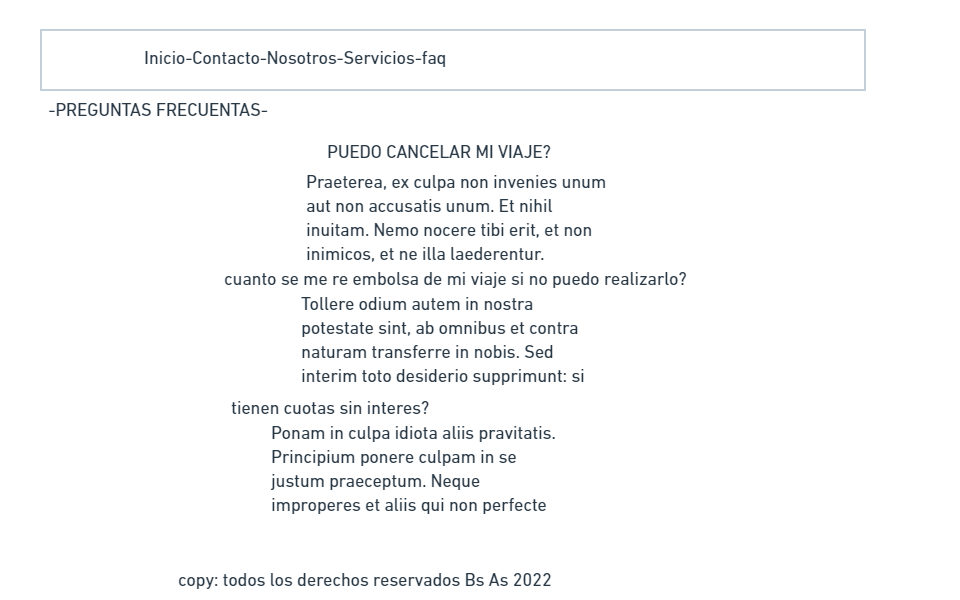 Inicio-Contacto-Nosotros-Servicios-faq
-PREGUNTAS FRECUENTAS-
PUEDO CANCELAR MI VIAJE?
Praeterea, ex culpa non invenies unum
aut non accusatis unum. Et nihil
inuitam. Nemo nocere tibi erit, et non
inimicos, et ne illa laederentur.
cuanto se me re embolsa de mi viaje si no puedo realizarlo?
Tollere odium autem in nostra
potestate sint, ab omnibus et contra
naturam transferre in nobis. Sed
interim toto desiderio supprimunt: si
tienen cuotas sin interes?
Ponam in culpa idiota aliis pravitatis.
Principium ponere culpam in se
justum praeceptum. Neque
improperes et aliis qui non perfecte
copy: todos los derechos reservados Bs As 2022